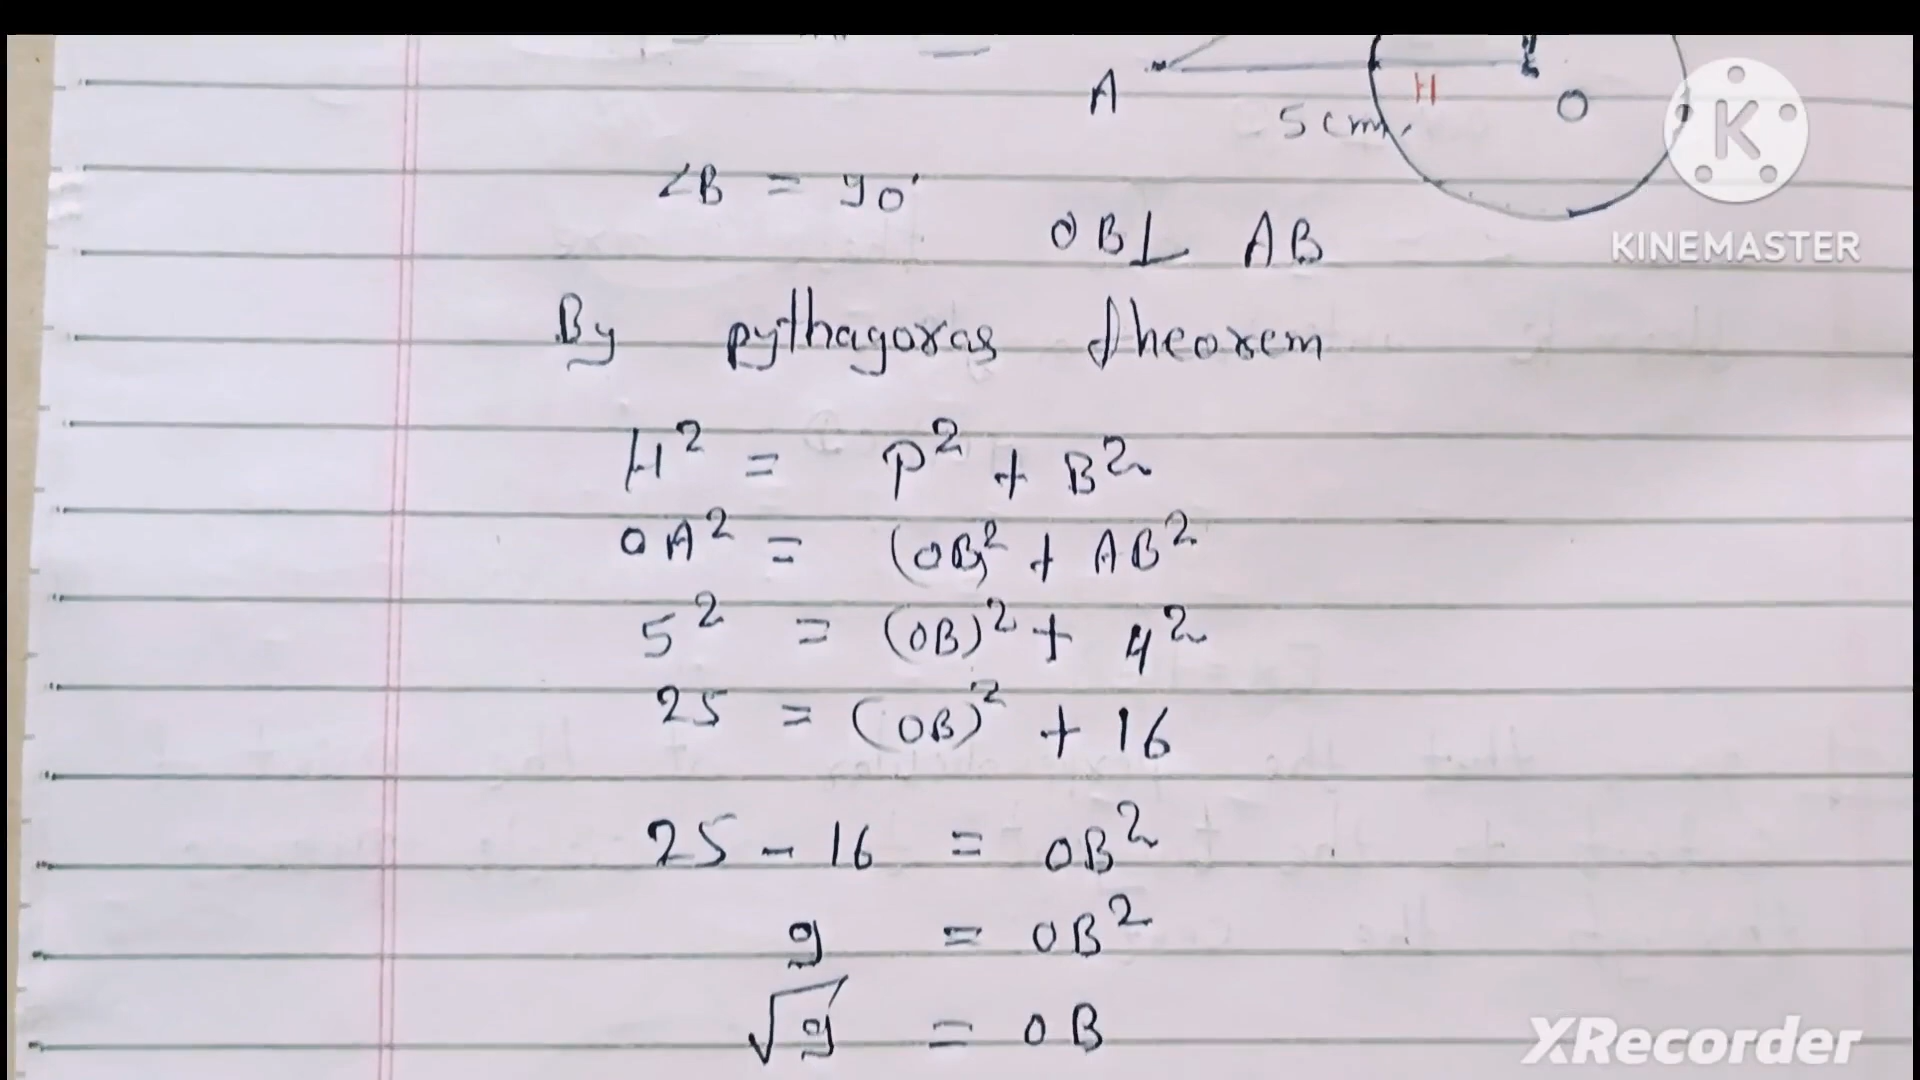 A
H
O
5 cm.
K
KINEMASTER
∠B = 90°
OB⊥ AB
By pythagoras theorem
H² = P² + B²
OA² = (OB)² + AB²
5² = (OB)² + 4²
25 = (OB)² + 16
25 - 16 = OB²
9 = OB²
√9 = OB
XRecorder